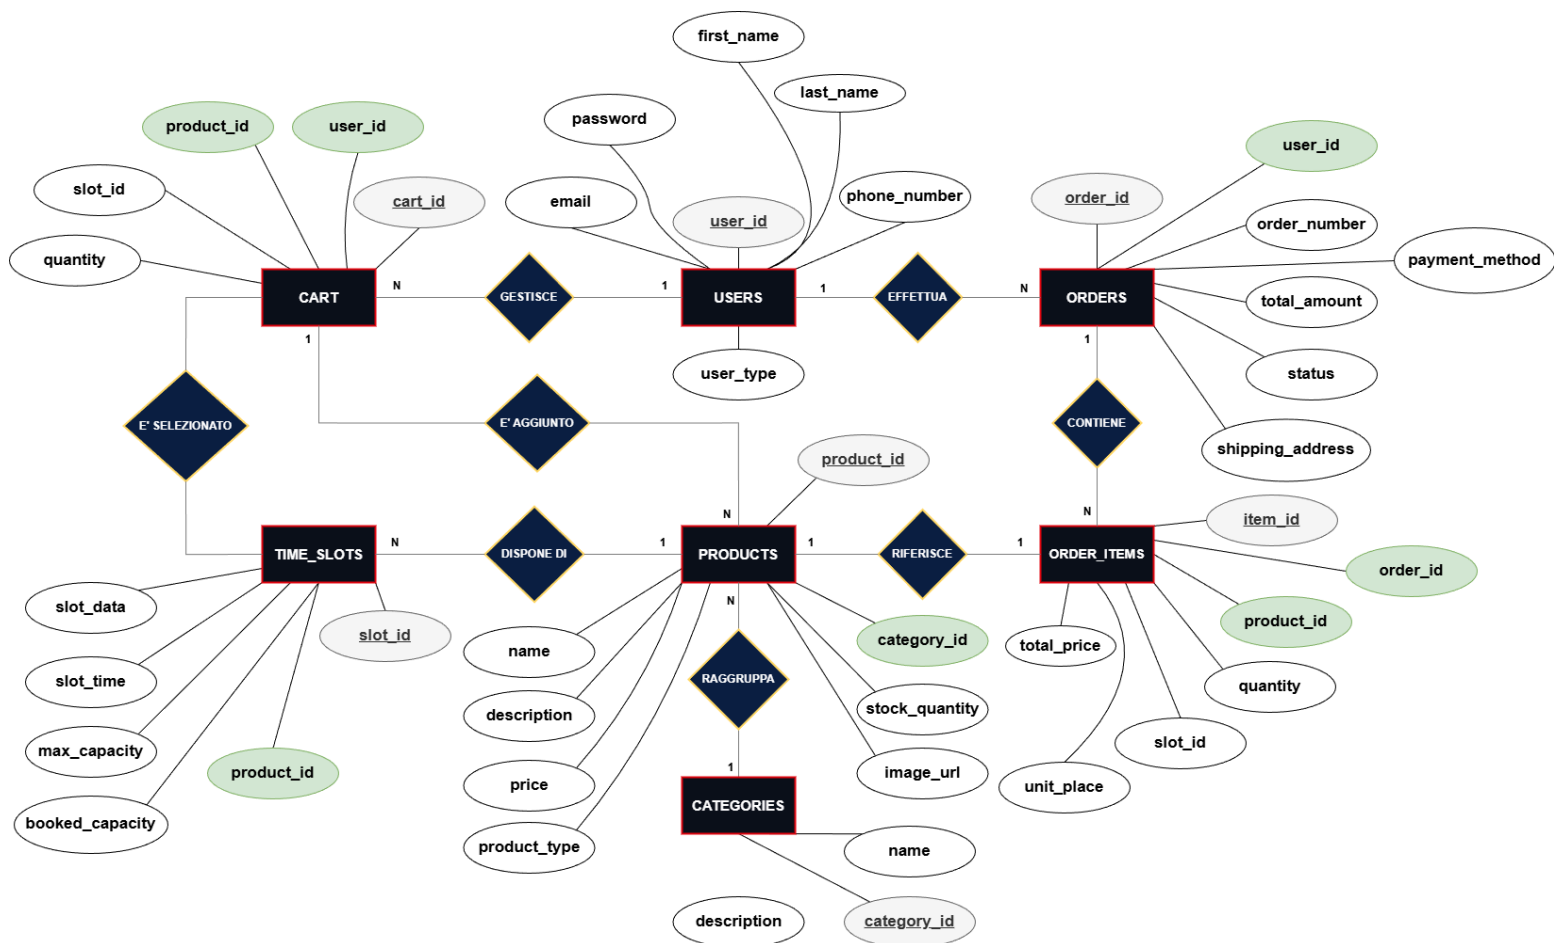 first_name
last_name
password
product_id
user_id
user_id
slot_id
cart_id
email
user_id
phone_number
order_id
order_number
quantity
payment_method
CART
N
GESTISCE
1
USERS
1
EFFETTUA
N
ORDERS
total_amount
1
1
user_type
status
E' SELEZIONATO
E' AGGIUNTO
CONTIENE
shipping_address
product_id
N
N
item_id
TIME_SLOTS
N
DISPONE DI
1
PRODUCTS
1
RIFERISCE
1
ORDER_ITEMS
order_id
slot_data
N
product_id
slot_id
category_id
total_price
name
slot_time
RAGGRUPPA
quantity
description
stock_quantity
max_capacity
slot_id
product_id
1
image_url
price
unit_place
CATEGORIES
booked_capacity
product_type
name
description
category_id